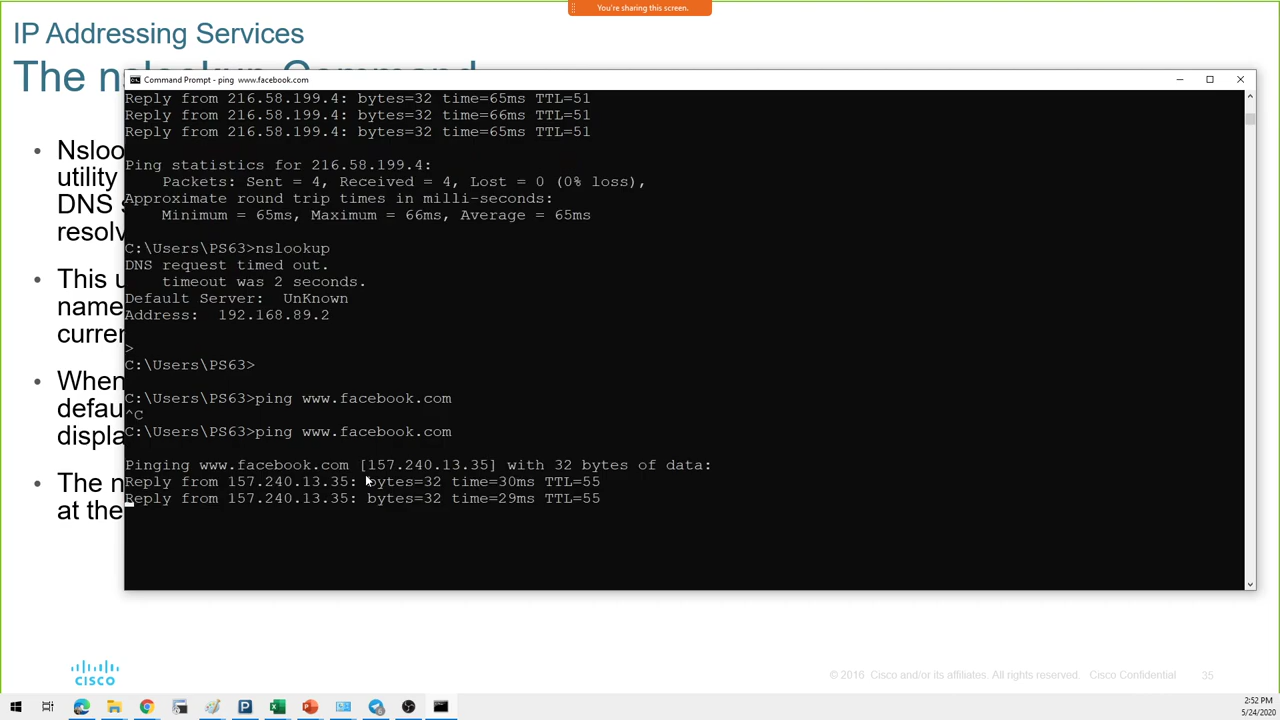 You're sharing this screen.
IP Addressing Services
The nslookup Command
Command Prompt - ping www.facebook.com
Reply from 216.58.199.4: bytes=32 time=65ms TTL=51
Reply from 216.58.199.4: bytes=32 time=66ms TTL=51
Reply from 216.58.199.4: bytes=32 time=65ms TTL=51
Ping statistics for 216.58.199.4:
Packets: Sent = 4, Received = 4, Lost = 0 (0% loss),
Approximate round trip times in milli-seconds:
Minimum = 65ms, Maximum = 66ms, Average = 65ms
C:\Users\PS63>nslookup
DNS request timed out.
timeout was 2 seconds.
Default Server:  UnKnown
Address:  192.168.89.2
>
C:\Users\PS63>
C:\Users\PS63>ping www.facebook.com
^C
C:\Users\PS63>ping www.facebook.com
Pinging www.facebook.com [157.240.13.35] with 32 bytes of data:
Reply from 157.240.13.35: bytes=32 time=30ms TTL=55
Reply from 157.240.13.35: bytes=32 time=29ms TTL=55
• Nsloo
utility
DNS s
resolv
• This u
name
curren
• When
defau
displa
• The n
at the
CISCO
© 2016 Cisco and/or its affiliates. All rights reserved. Cisco Confidential
35
2:52 PM
5/24/2020